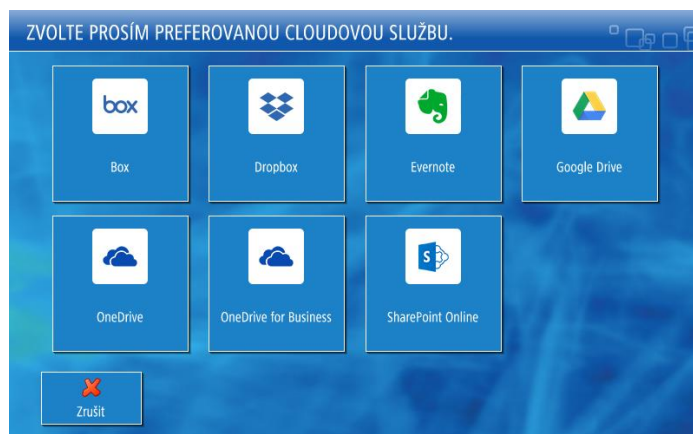 ZVOLTE PROSÍM PREFEROVANOU CLOUDOVOU SLUŽBU.
box
Box
Dropbox
Evernote
Google Drive
OneDrive
OneDrive for Business
S
SharePoint Online
Zrušit